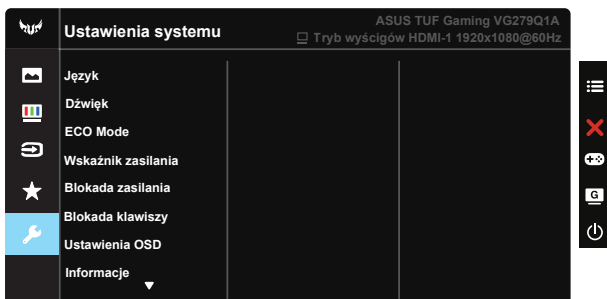 Ustawienia systemu
ASUS TUF Gaming VG279Q1A
Tryb wyścigów HDMI-1 1920x1080@60Hz
Język
Dźwięk
ECO Mode
Wskaźnik zasilania
Blokada zasilania
Blokada klawiszy
Ustawienia OSD
Informacje
G